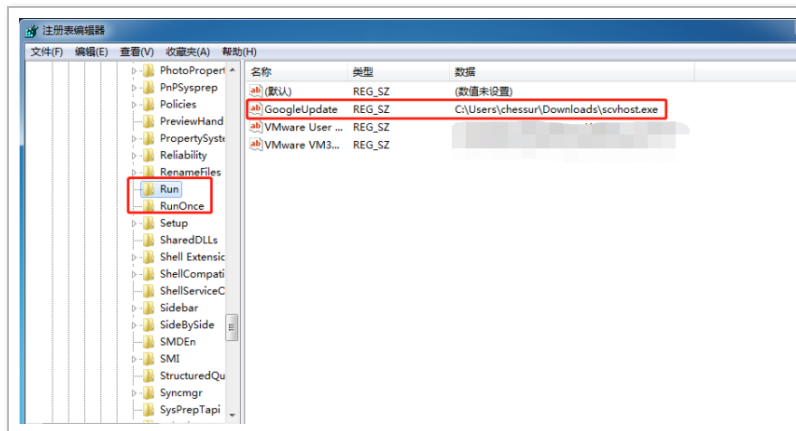 注册表编辑器
文件(F) 编辑(E) 查看(V) 收藏夹(A) 帮助(H)
PhotoPropert
PnPSysprep
Policies
PreviewHand
PropertySyste
Reliability
RenameFiles
Run
RunOnce
Setup
SharedDLLs
Shell Extensic
ShellCompati
ShellServiceC
Sidebar
SideBySide
SMDEn
SMI
StructuredQu
Syncmgr
SysPrepTapi
名称 类型 数据
(默认) REG_SZ (数值未设置)
GoogleUpdate REG_SZ C:\Users\chessur\Downloads\scvhost.exe
VMware User ... REG_SZ
VMware VM3... REG_SZ